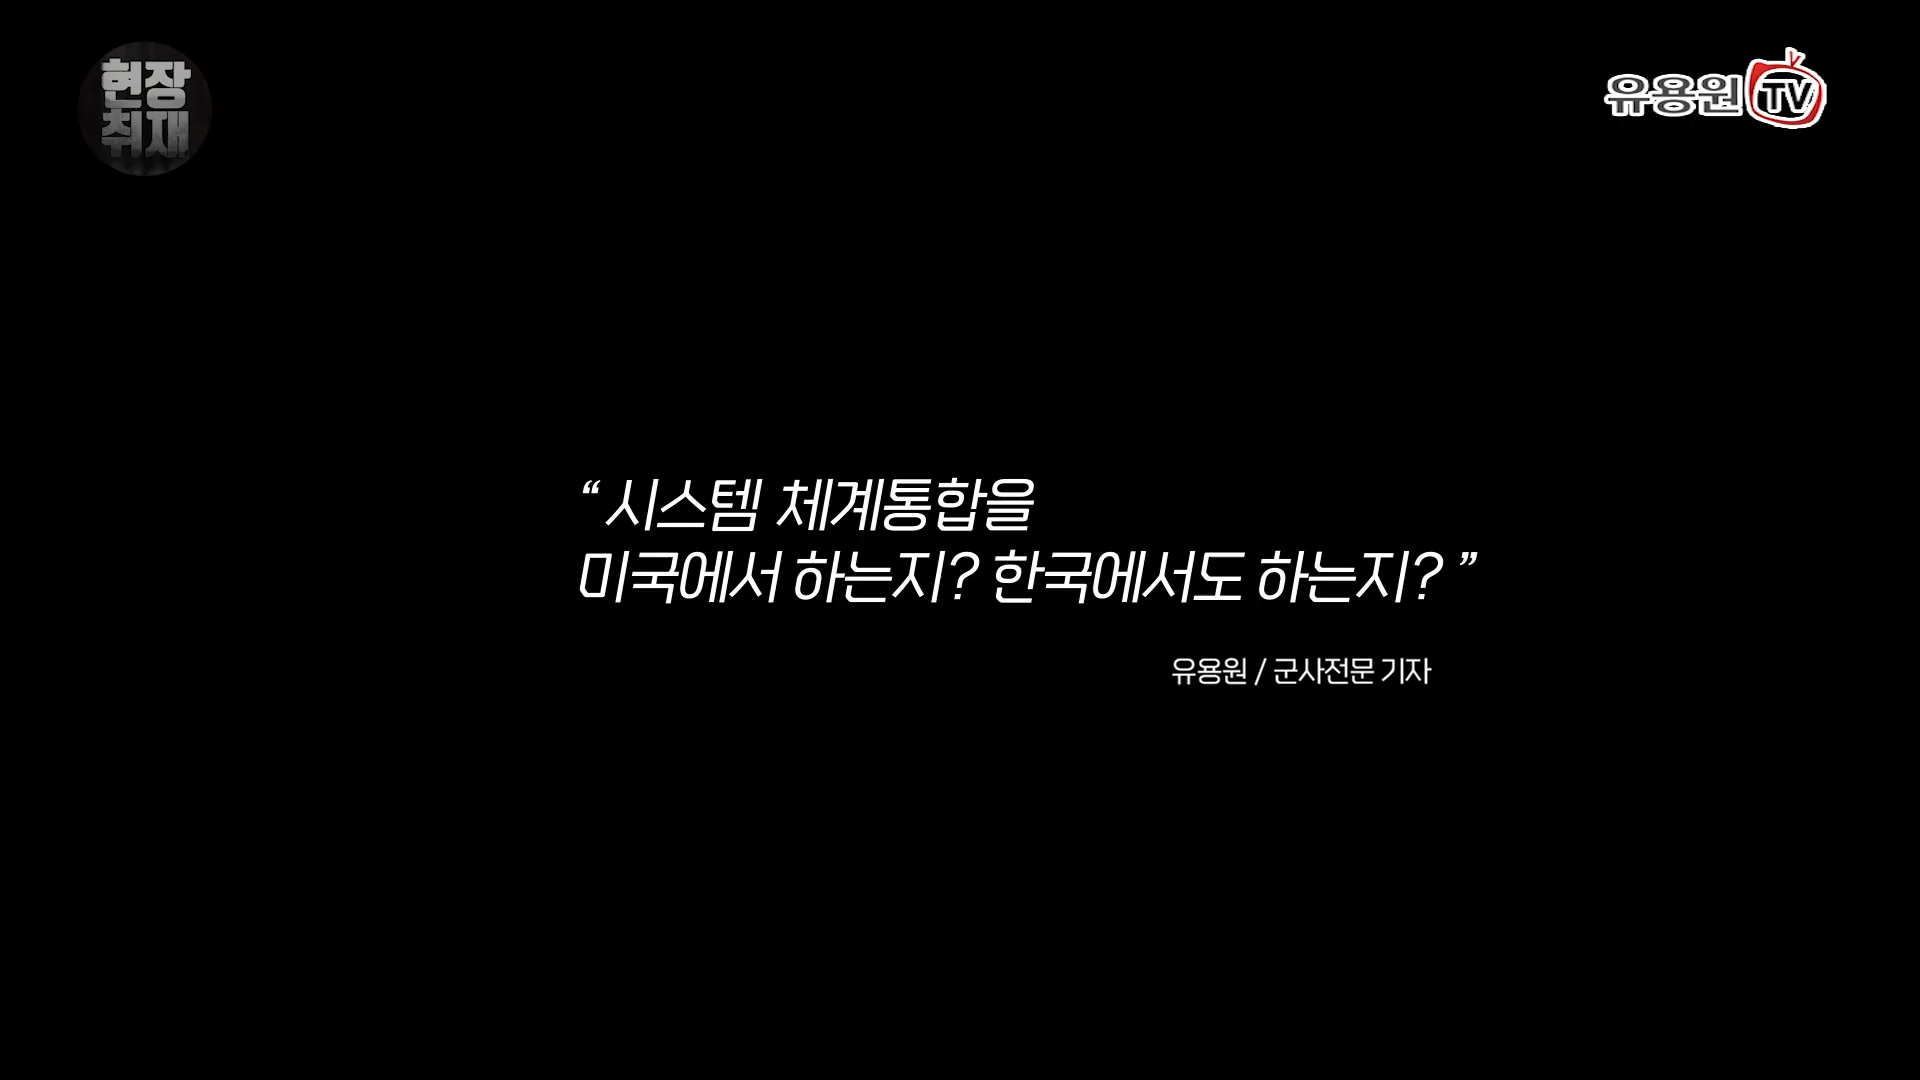 현장
취재
유용원TV
“ 시스템 체계통합을
미국에서 하는지? 한국에서도 하는지? ”
유용원 / 군사전문 기자